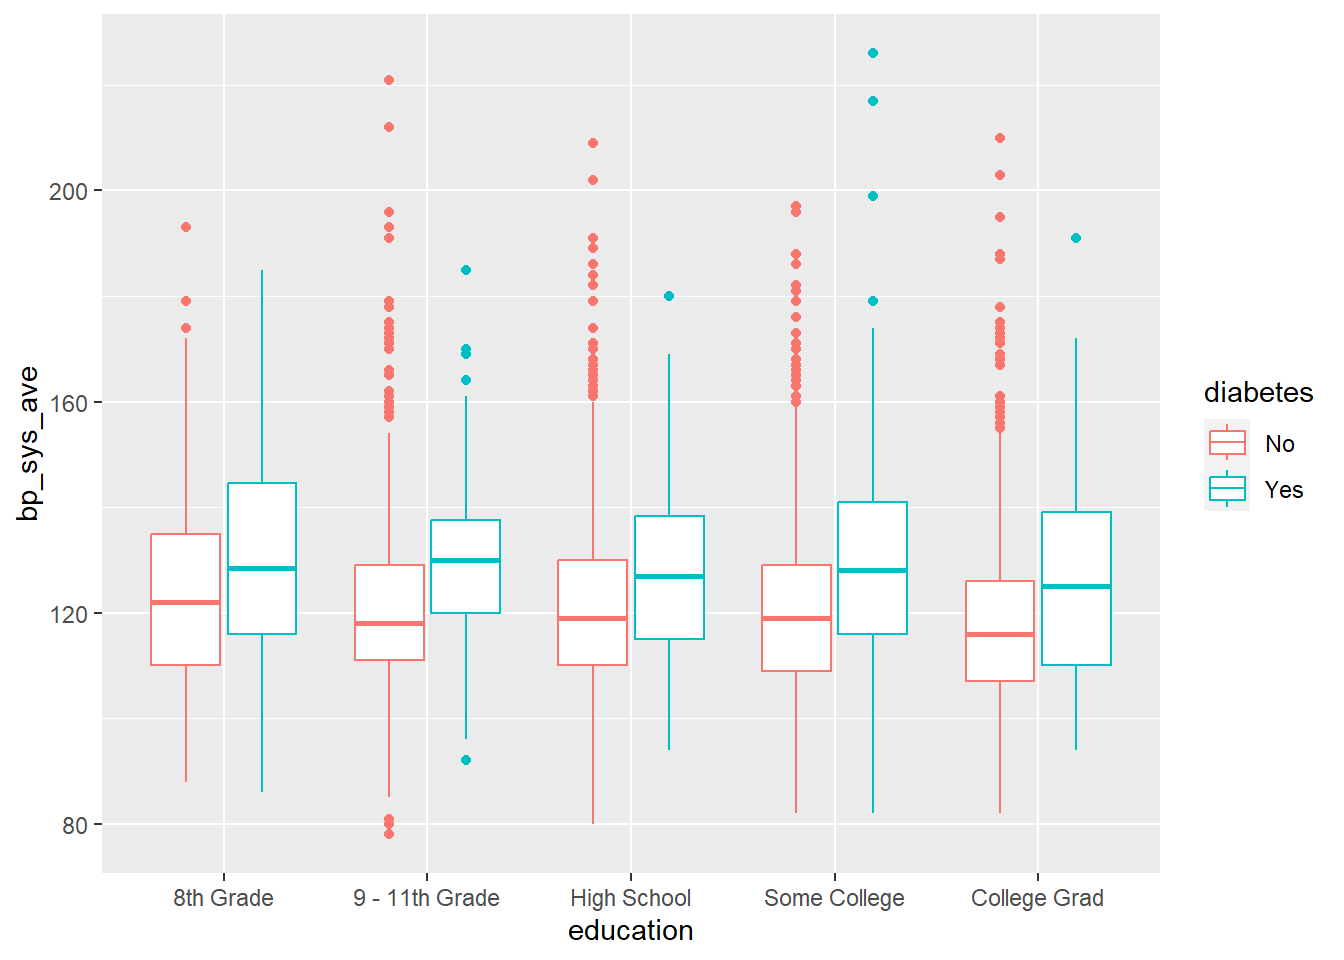 bp_sys_ave
200
160
120
80
8th Grade 9 - 11th Grade High School Some College College Grad
education
diabetes
No
Yes